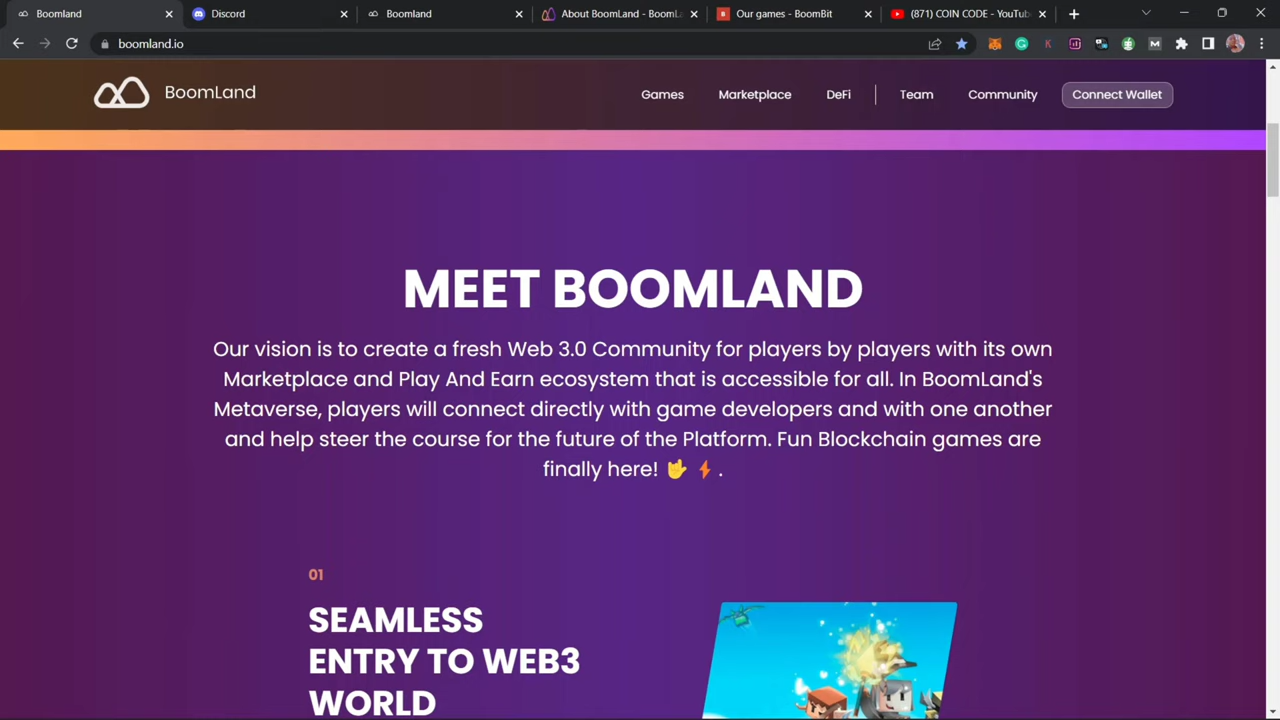 Boomland
Discord
Boomland
About BoomLand - BoomLa
Our games - BoomBit
(871) COIN CODE - YouTub
boomland.io
BoomLand
Games
Marketplace
DeFi
Team
Community
Connect Wallet
MEET BOOMLAND
Our vision is to create a fresh Web 3.0 Community for players by players with its own
Marketplace and Play And Earn ecosystem that is accessible for all. In BoomLand's
Metaverse, players will connect directly with game developers and with one another
and help steer the course for the future of the Platform. Fun Blockchain games are
finally here! 🤟 ⚡ .
01
SEAMLESS
ENTRY TO WEB3
WORLD